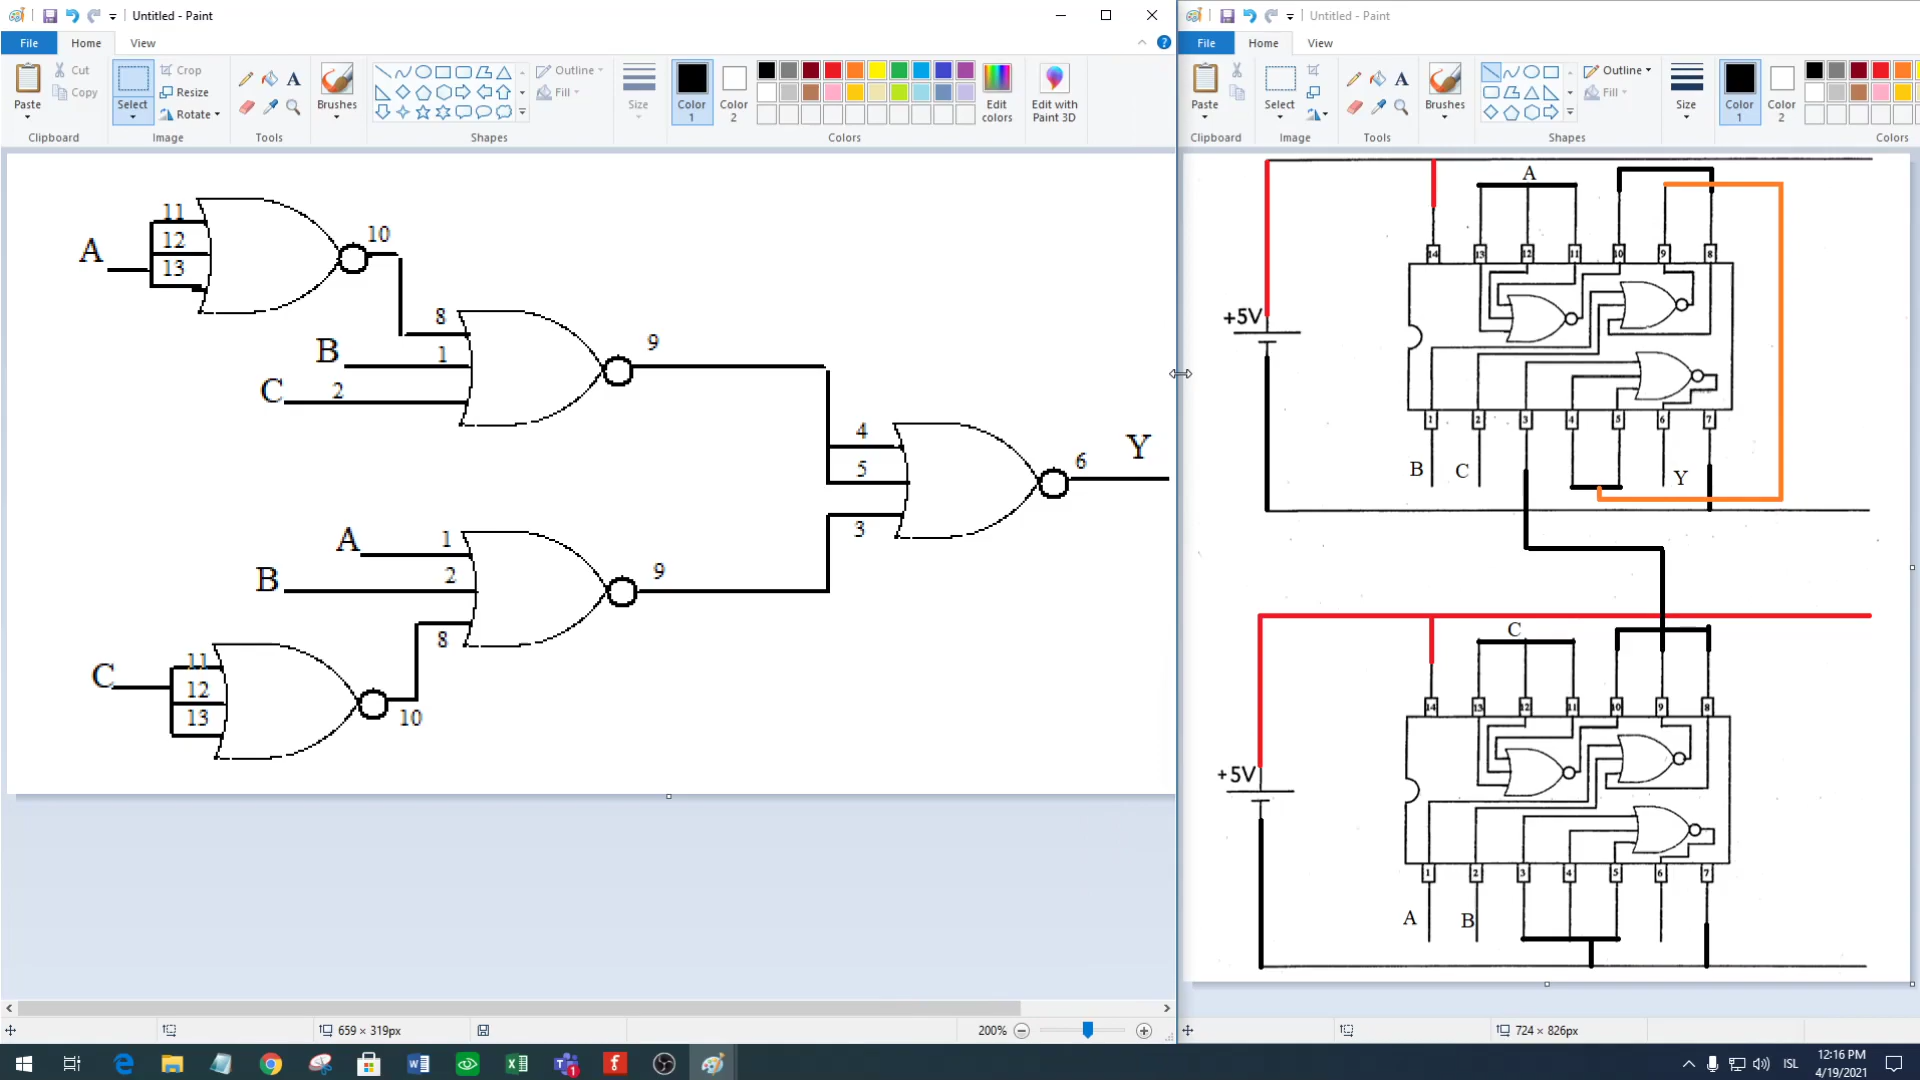 Untitled - Paint
File
Home
View
Paste
Cut
Copy
Clipboard
Select
Crop
Resize
Rotate
Image
Tools
Brushes
Shapes
Outline
Fill
Size
Color 1
Color 2
Edit colors
Edit with Paint 3D
Colors
A
11
12
13
10
8
B
1
C
2
9
4
5
3
6
Y
A
1
B
2
8
9
C
11
12
13
10
659 × 319px
200%
Untitled - Paint
File
Home
View
Paste
Clipboard
Select
Image
Tools
Brushes
Shapes
Outline
Fill
Size
Color 1
Color 2
Colors
A
14
13
12
11
10
9
8
+5V
1
2
3
4
5
6
7
B
C
Y
C
14
13
12
11
10
9
8
+5V
1
2
3
4
5
6
7
A
B
724 × 826px
ISL
12:16 PM
4/19/2021